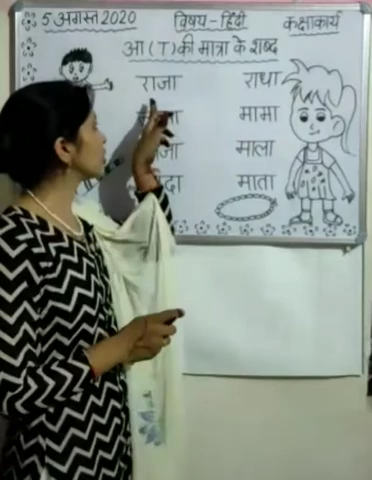 5 अगस्त 2020 विषय-हिंदी कक्षाकार्य
आ (ा) की मात्रा के शब्द
राजा राधा
मामा
माला
माता